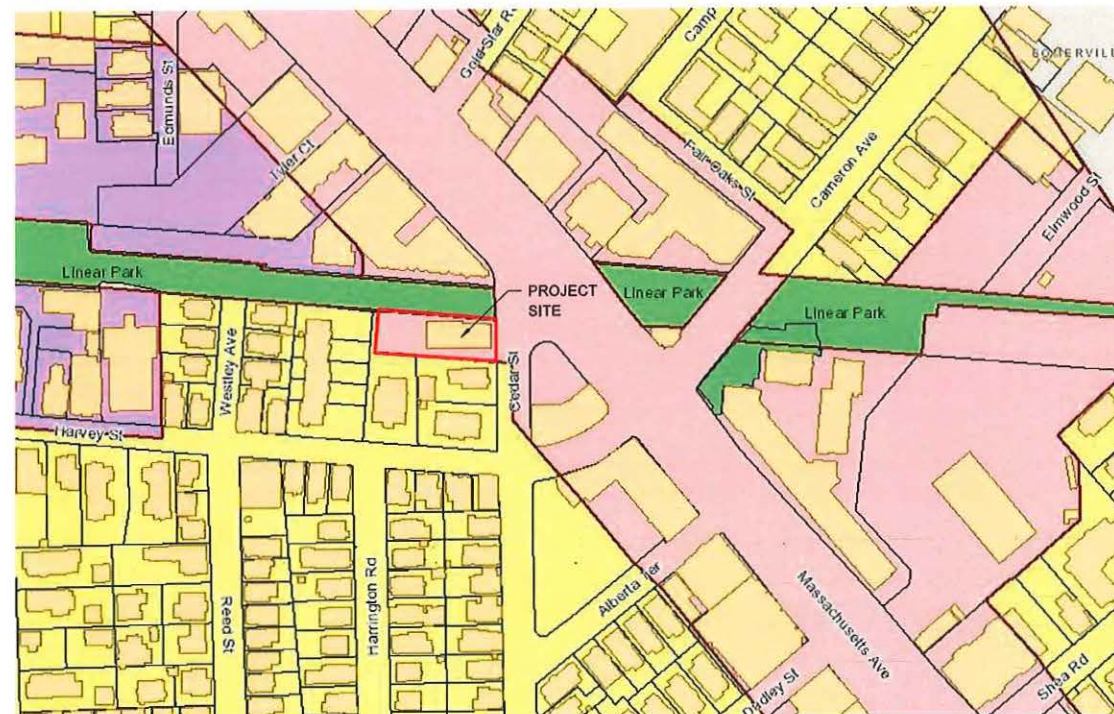 Gold Star Rd
Camp
SOMERVILL
Edmunds St
Tyler Ct
Fair Oaks St
Cameron Ave
Elmwood St
Linear Park
PROJECT
SITE
Linear Park
Linear Park
Westley Ave
Cedar St
Harvey St
Reed St
Harrington Rd
Alberta Ter
Massachusetts Ave
Dudley St
Shea Rd